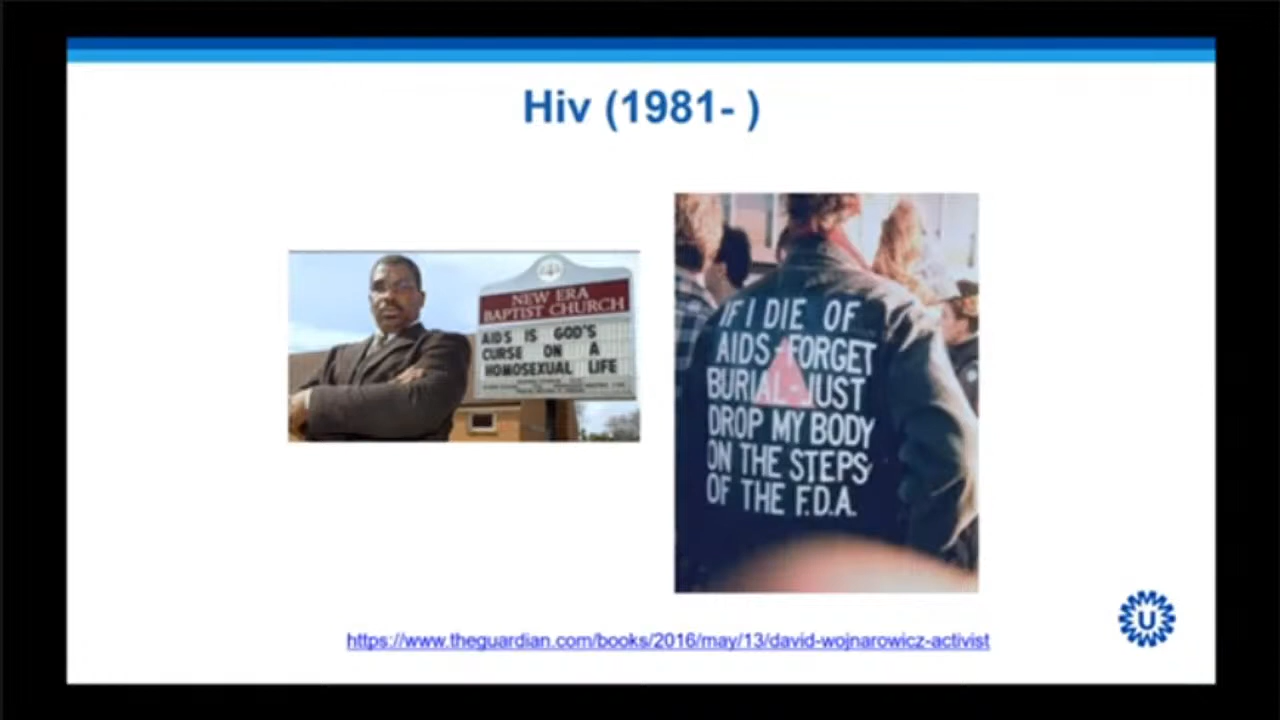 Hiv (1981- )
NEW ERA
BAPTIST CHURCH
AIDS IS GOD'S
CURSE ON A
HOMOSEXUAL LIFE
IF I DIE OF
AIDS - FORGET
BURIAL - JUST
DROP MY BODY
ON THE STEPS
OF THE F.D.A.
https://www.theguardian.com/books/2016/may/13/david-wojnarowicz-activist
U